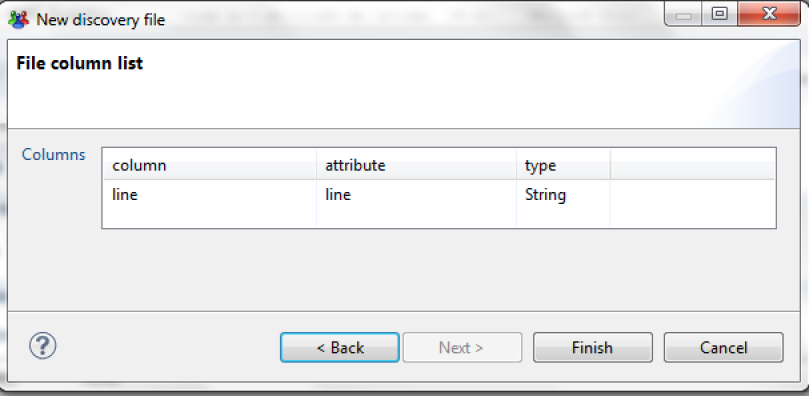 New discovery file
File column list
Columns
column attribute type
line line String
? < Back Next > Finish Cancel